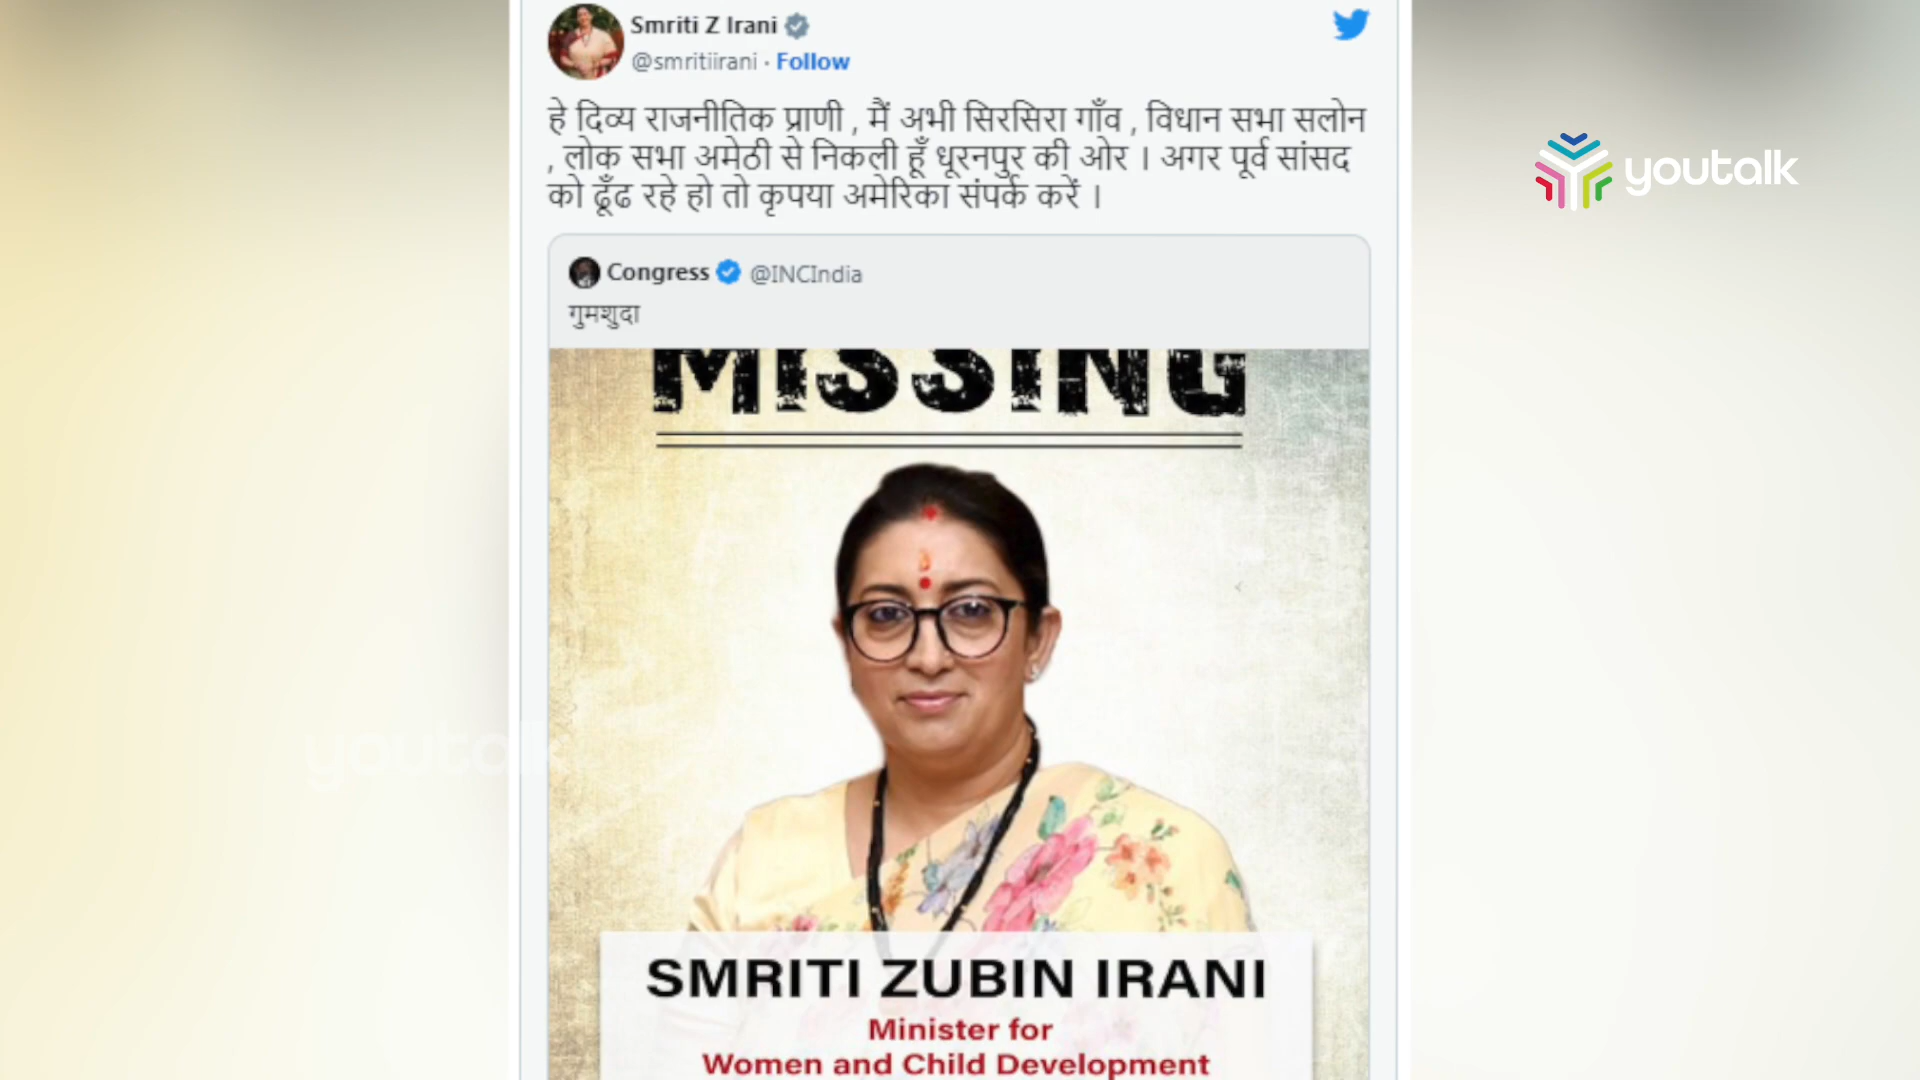 Smriti Z Irani
@smritiirani · Follow
हे दिव्य राजनीतिक प्राणी , मैं अभी सिरसिरा गाँव , विधान सभा सलोन
, लोक सभा अमेठी से निकली हूँ धूरनपुर की ओर । अगर पूर्व सांसद
को ढूँढ रहे हो तो कृपया अमेरिका संपर्क करें ।
youtalk
Congress @INCIndia
गुमशुदा
MISSING
youtalk
SMRITI ZUBIN IRANI
Minister for
Women and Child Development